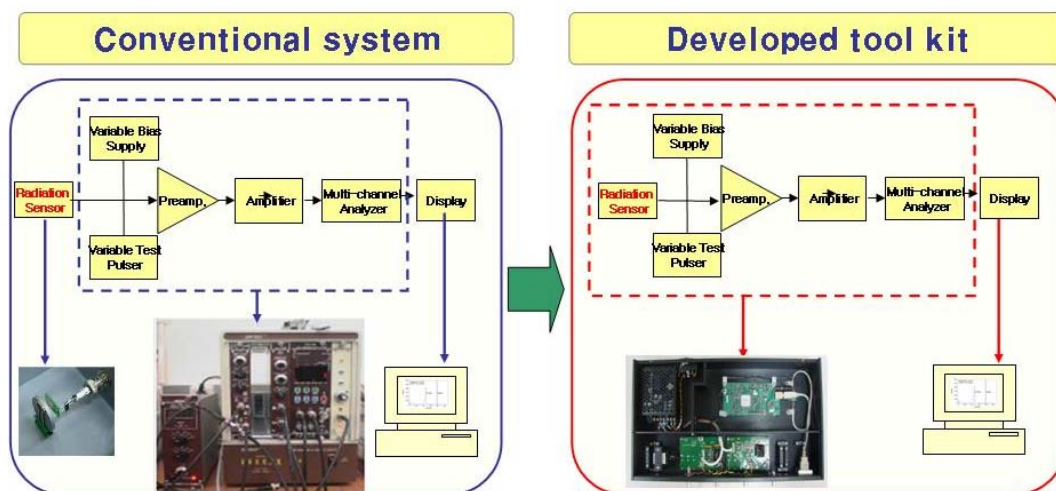 Conventional system
Developed tool kit
Variable Bias
Supply
Radiation
Sensor
Preamp,
Amplifier
Multi-channel
Analyzer
Display
Variable Test
Pulser
Variable Bias
Supply
Radiation
Sensor
Preamp,
Amplifier
Multi-channel
Analyzer
Display
Variable Test
Pulser